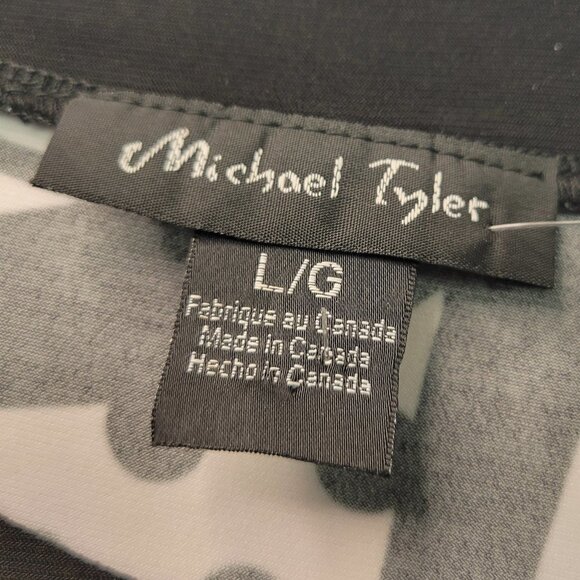 Michael Tyler
L/G
Fabrique au Canada
Made in Canada
Hecho in Canada